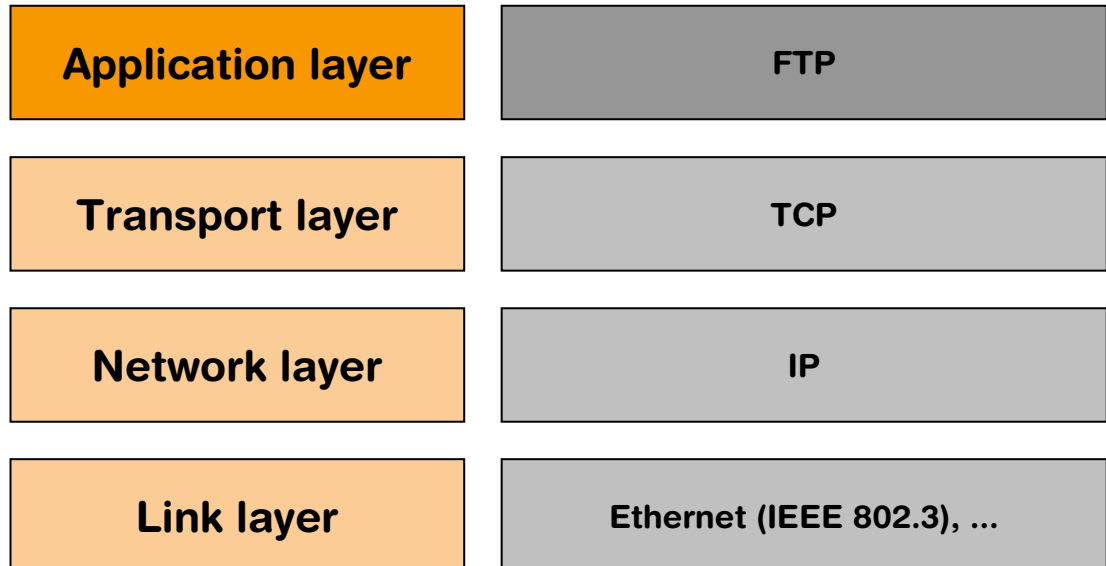 Application layer
FTP
Transport layer
TCP
Network layer
IP
Link layer
Ethernet (IEEE 802.3), ...